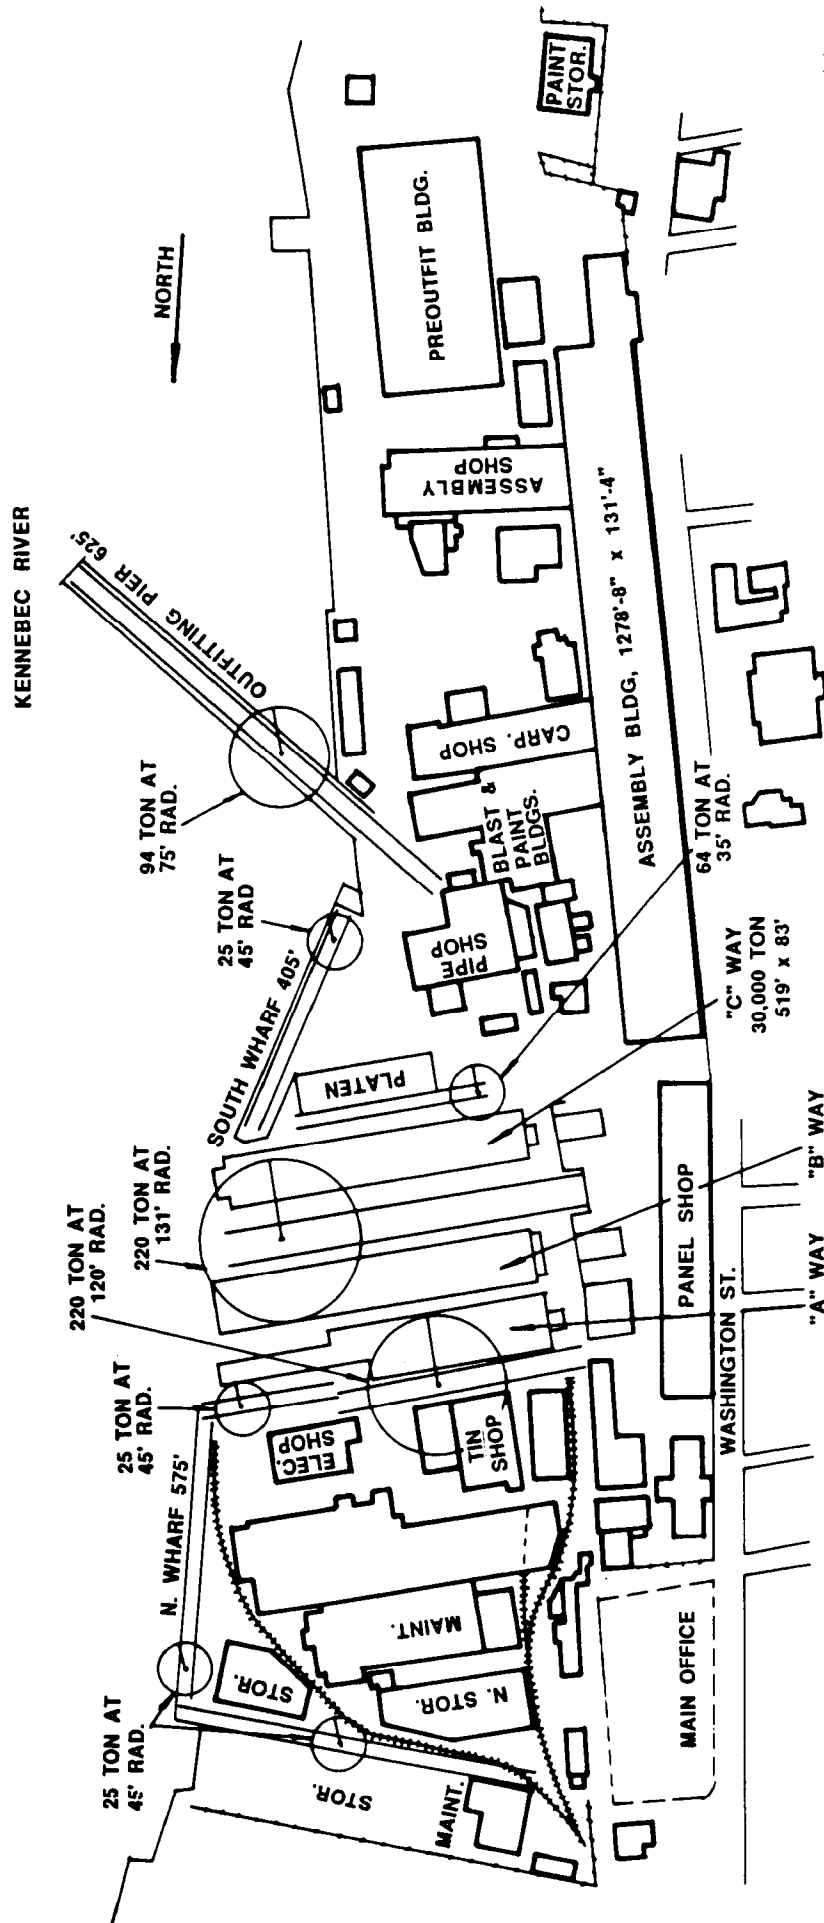 KENNEBEC RIVER
NORTH
PAINT
STOR.
PREOUTFIT BLDG.
ASSEMBLY
SHOP
OUTFITTING PIER 625'
ASSEMBLY BLDG, 1278'-8" x 131'-4"
94 TON AT
75' RAD.
CARP. SHOP
BLAST &
PAINT
BLDGS.
64 TON AT
35' RAD.
25 TON AT
45' RAD
PIPE
SHOP
SOUTH WHARF 405'
PLATEN
"C" WAY
30,000 TON
519' x 83'
220 TON AT
131' RAD.
220 TON AT
120' RAD.
"B" WAY
"A" WAY
PANEL SHOP
WASHINGTON ST.
25 TON AT
45' RAD.
ELEC.
SHOP
TIN
SHOP
N. WHARF 575'
MAINT.
STOR.
N. STOR.
MAIN OFFICE
25 TON AT
45' RAD.
STOR.
MAINT.